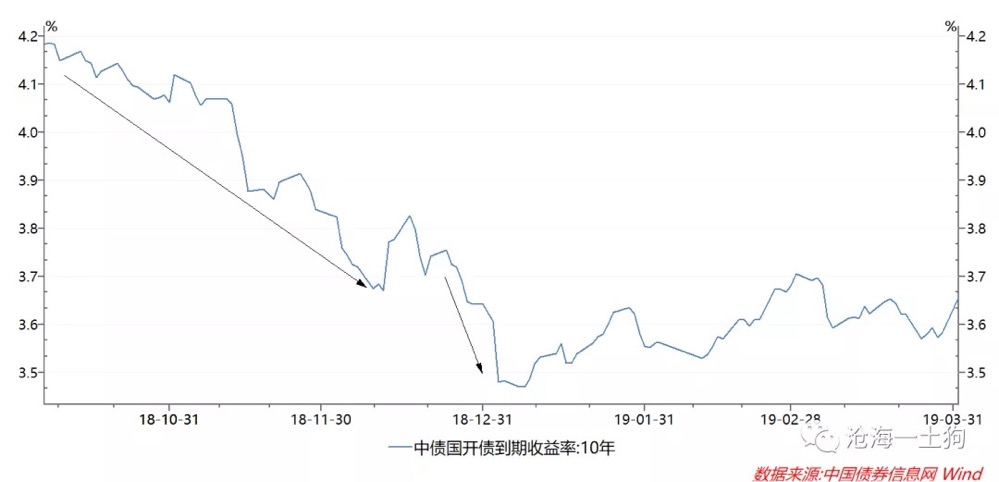 % %
4.2 4.2
4.1 4.1
4.0 4.0
3.9 3.9
3.8 3.8
3.7 3.7
3.6 3.6
3.5 3.5
18-10-31 18-11-30 18-12-31 19-01-31 19-02-28 19-03-31
中债国开债到期收益率:10年
沧海一土狗
数据来源:中国债券信息网 Wind